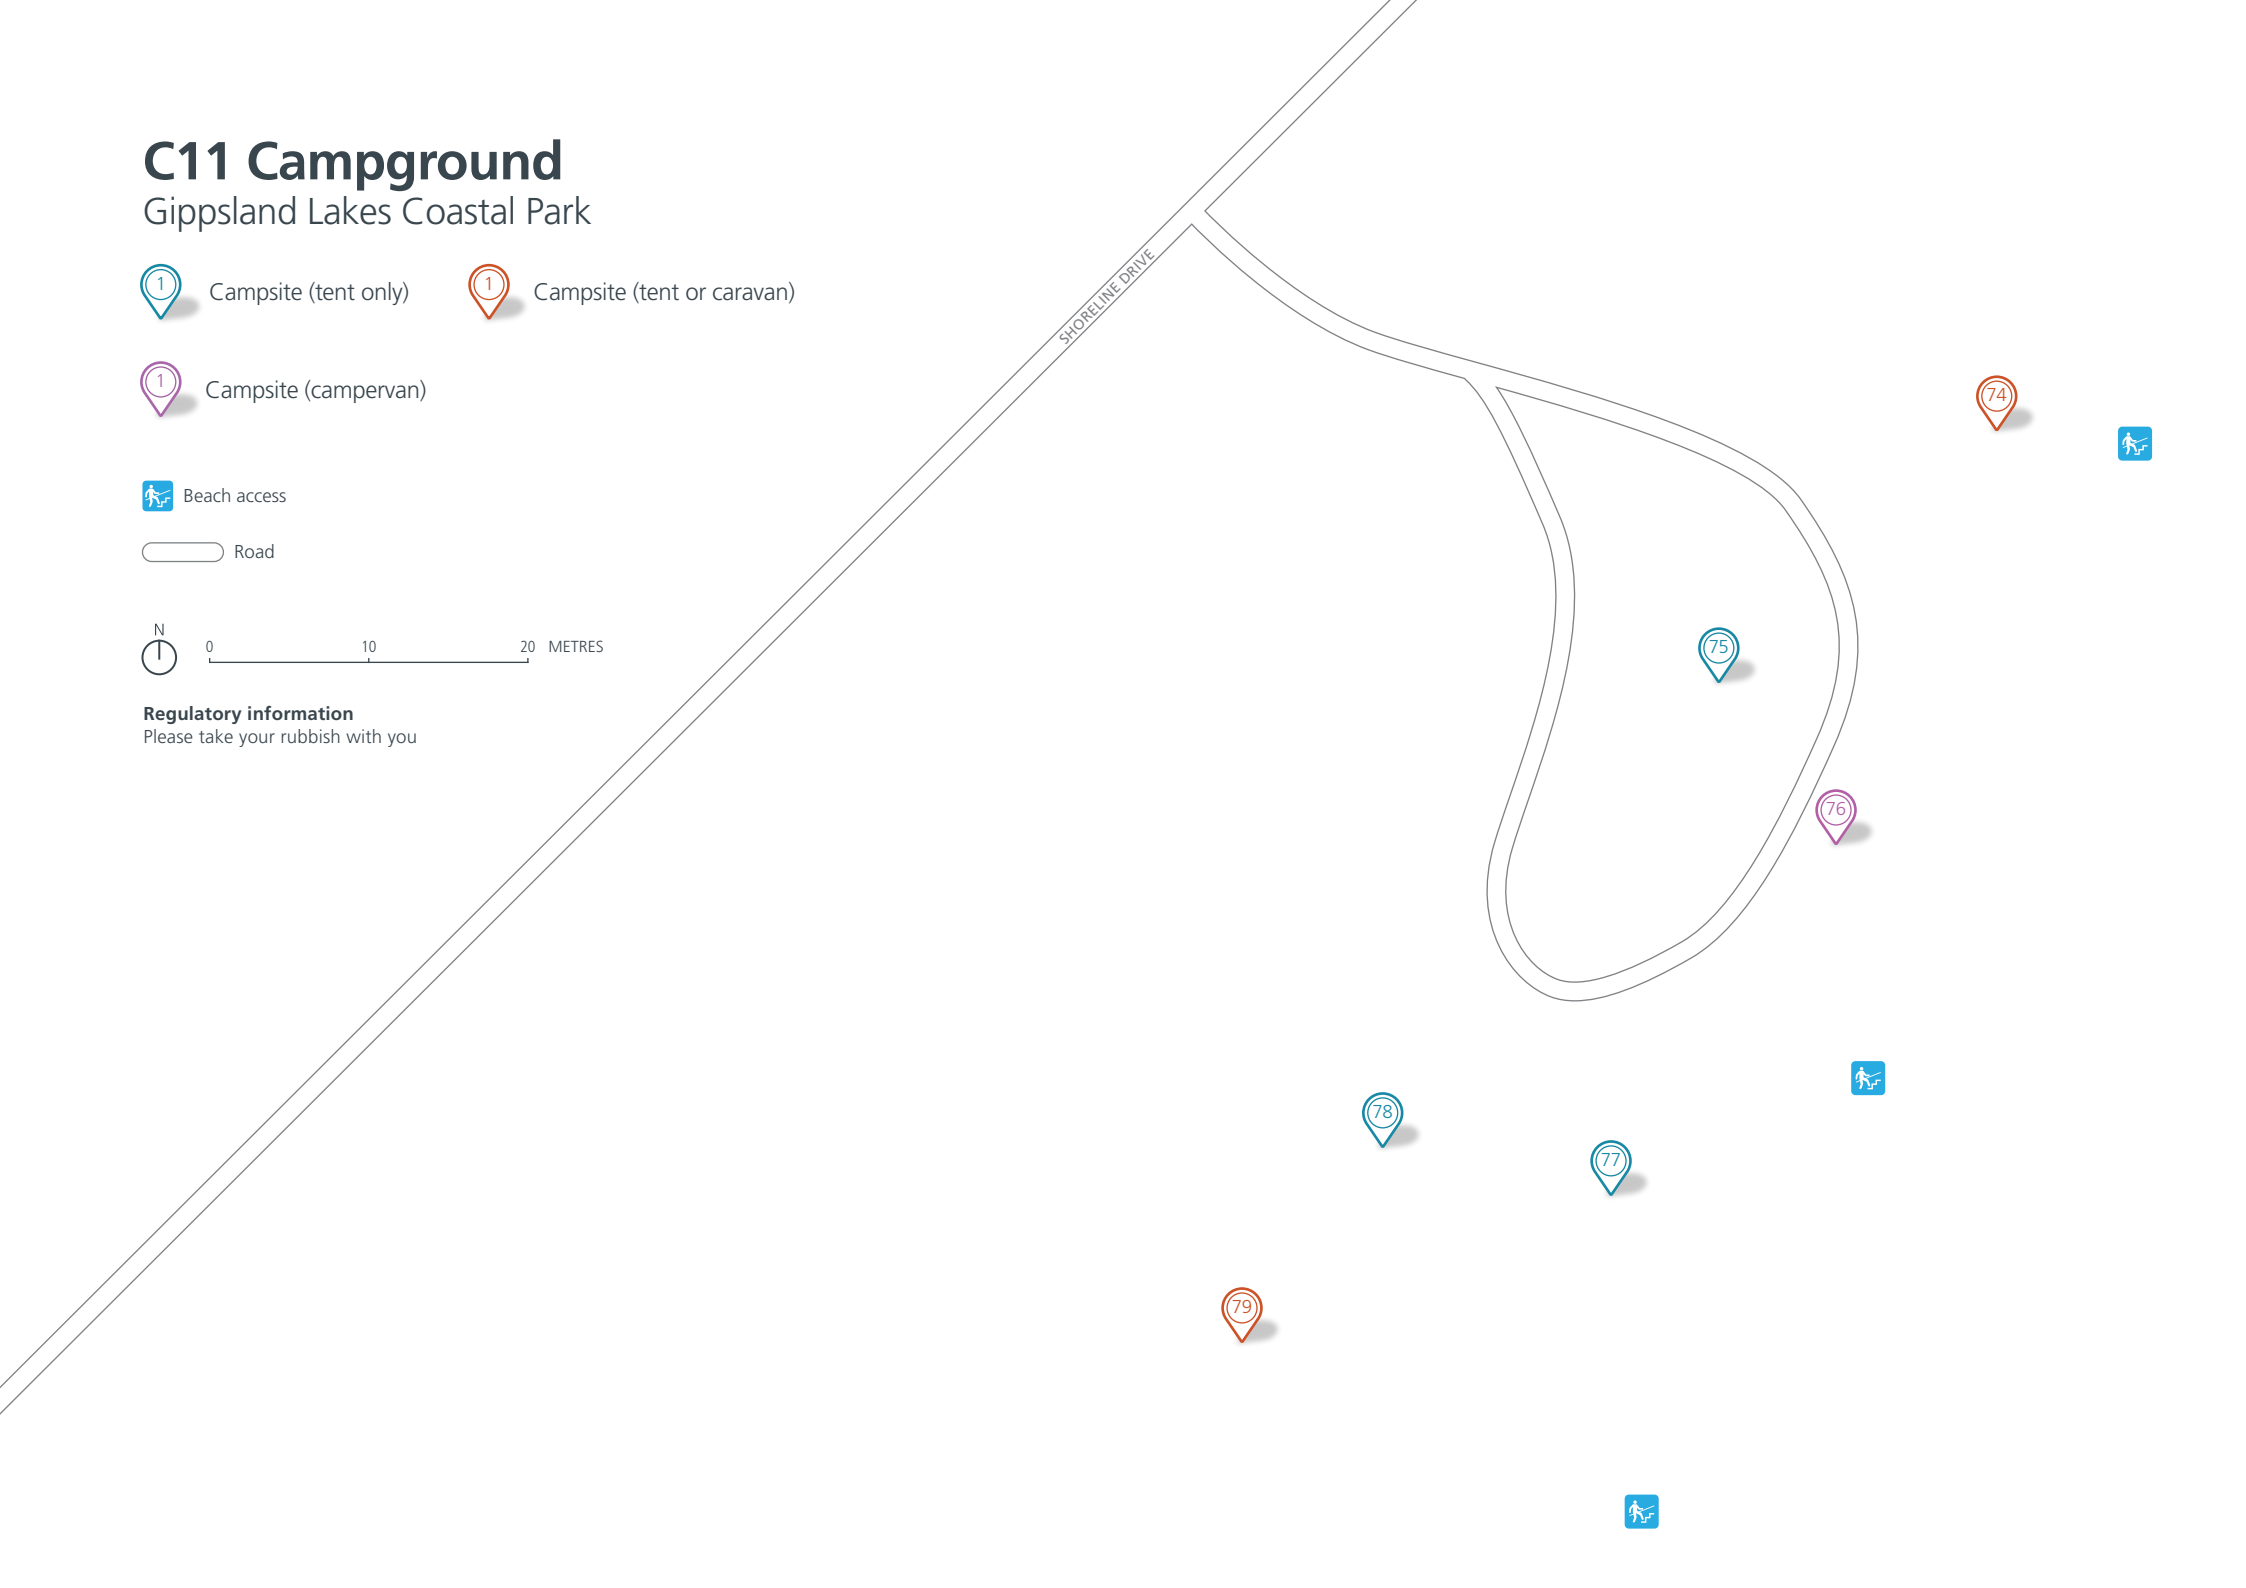 C11 Campground
Gippsland Lakes Coastal Park
1 Campsite (tent only)
1 Campsite (tent or caravan)
1 Campsite (campervan)
Beach access
Road
N
0 10 20 METRES
Regulatory information
Please take your rubbish with you
SHORELINE DRIVE
74
75
76
78
77
79